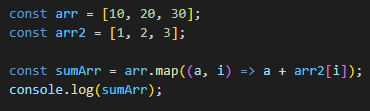 const arr = [10, 20, 30];
const arr2 = [1, 2, 3];
const sumArr = arr.map((a, i) => a + arr2[i]);
console.log(sumArr);